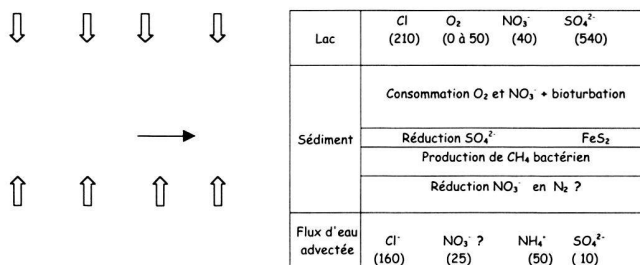 Lac
Cl O₂ NO₃⁻ SO₄²⁻
(210) (0 à 50) (40) (540)
Sédiment
Consommation O₂ et NO₃⁻ + bioturbation
Réduction SO₄²⁻ FeS₂
Production de CH₄ bactérien
Réduction NO₃⁻ en N₂ ?
Flux d'eau
advectée
Cl⁻ NO₃⁻ ? NH₄⁺ SO₄²⁻
(160) (25) (50) (10)